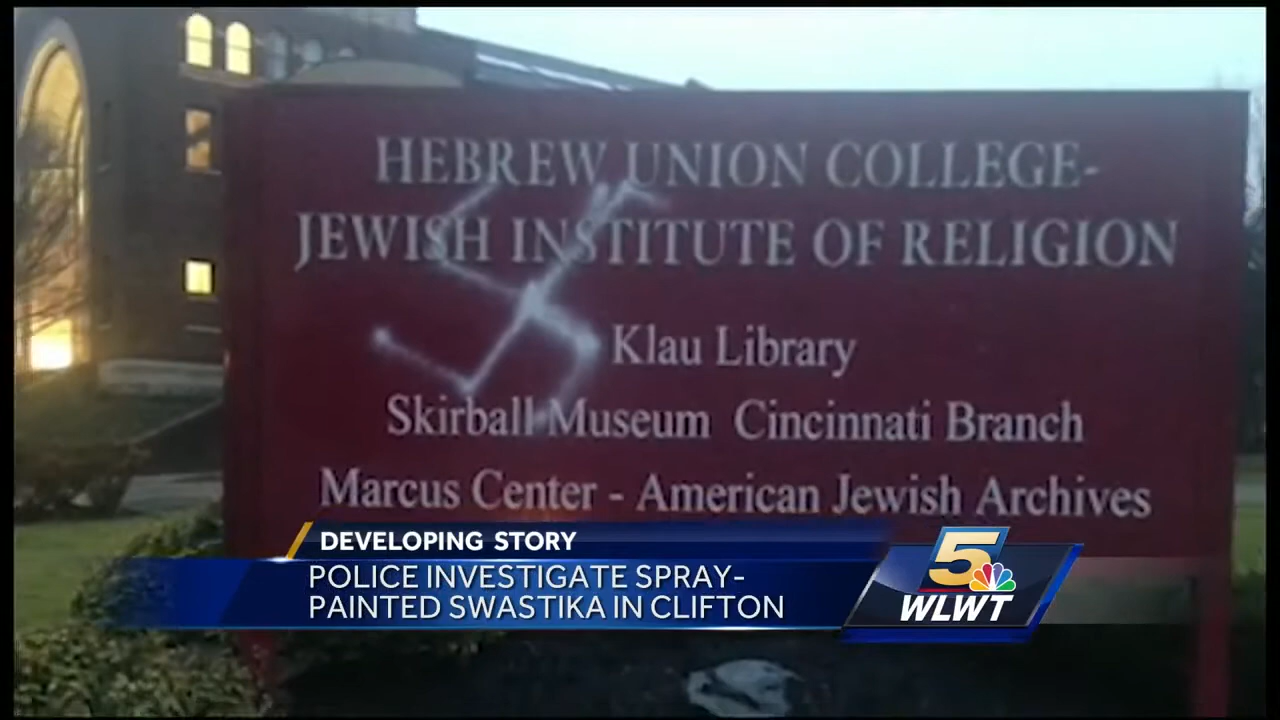 HEBREW UNION COLLEGE-
JEWISH INSTITUTE OF RELIGION
Klau Library
Skirball Museum Cincinnati Branch
Marcus Center - American Jewish Archives
DEVELOPING STORY
POLICE INVESTIGATE SPRAY-
PAINTED SWASTIKA IN CLIFTON
5
WLWT